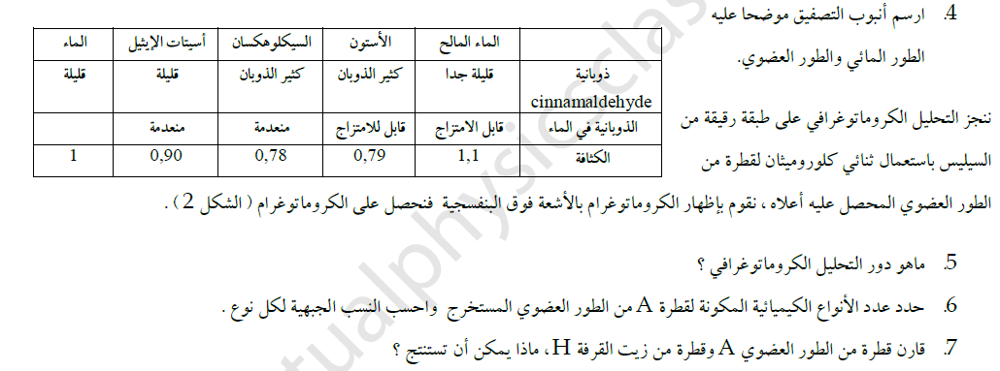 4. ارسم أنبوب التصفيق موضحا عليه
الطور المائي والطور العضوي.
الماء المالح الأستون السيكلوهكسان أسيتات الإيثيل الماء
ذوبانية cinnamaldehyde قليلة جدا كثير الذوبان كثير الذوبان قليلة قليلة
الذوبانية في الماء قابل الامتزاج قابل للامتزاج منعدمة منعدمة
الكثافة 1,1 0,79 0,78 0,90 1
ننجز التحليل الكروماتوغرافي على طبقة رقيقة من
السيليس باستعمال ثنائي كلوروميثان لقطرة من
الطور العضوي المحصل عليه أعلاه ، نقوم بإظهار الكروماتوغرام بالأشعة فوق البنفسجية فنحصل على الكروماتوغرام ( الشكل 2 ) .
5. ماهو دور التحليل الكروماتوغرافي ؟
6. حدد عدد الأنواع الكيميائية المكونة لقطرة A من الطور العضوي المستخرج واحسب النسب الجبهية لكل نوع .
7. قارن قطرة من الطور العضوي A وقطرة من زيت القرفة H ، ماذا يمكن أن تستنتج ؟